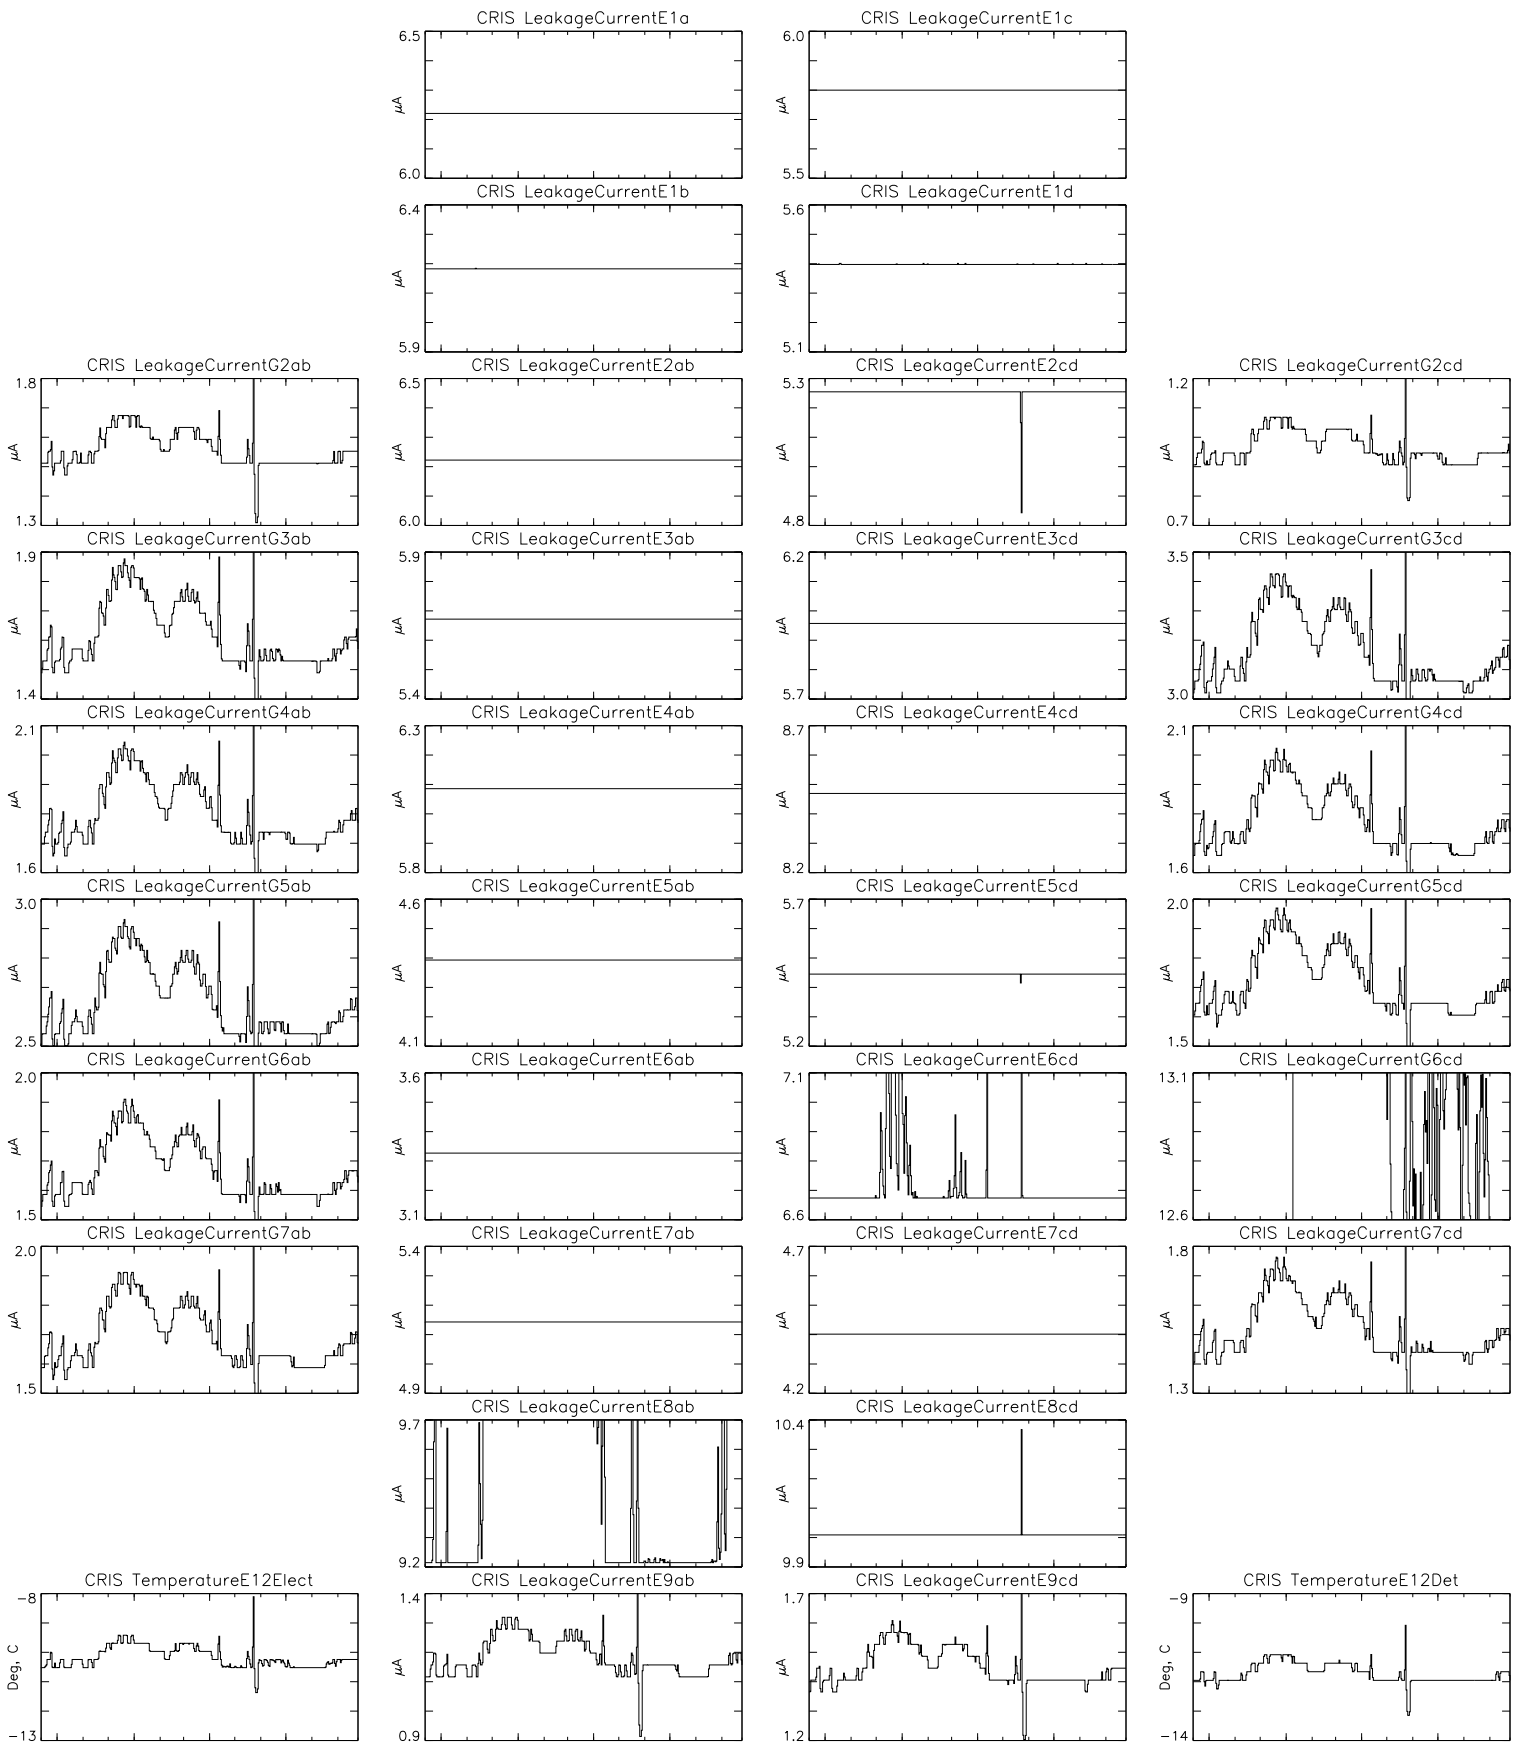 CRIS LeakageCurrentE1a
6.5
μA
6.0
CRIS LeakageCurrentE1c
6.0
μA
5.5
CRIS LeakageCurrentE1b
6.4
μA
5.9
CRIS LeakageCurrentE1d
5.6
μA
5.1
CRIS LeakageCurrentG2ab
1.8
μA
1.3
CRIS LeakageCurrentE2ab
6.5
μA
6.0
CRIS LeakageCurrentE2cd
5.3
μA
4.8
CRIS LeakageCurrentG2cd
1.2
μA
0.7
CRIS LeakageCurrentG3ab
1.9
μA
1.4
CRIS LeakageCurrentE3ab
5.9
μA
5.4
CRIS LeakageCurrentE3cd
6.2
μA
5.7
CRIS LeakageCurrentG3cd
3.5
μA
3.0
CRIS LeakageCurrentG4ab
2.1
μA
1.6
CRIS LeakageCurrentE4ab
6.3
μA
5.8
CRIS LeakageCurrentE4cd
8.7
μA
8.2
CRIS LeakageCurrentG4cd
2.1
μA
1.6
CRIS LeakageCurrentG5ab
3.0
μA
2.5
CRIS LeakageCurrentE5ab
4.6
μA
4.1
CRIS LeakageCurrentE5cd
5.7
μA
5.2
CRIS LeakageCurrentG5cd
2.0
μA
1.5
CRIS LeakageCurrentG6ab
2.0
μA
1.5
CRIS LeakageCurrentE6ab
3.6
μA
3.1
CRIS LeakageCurrentE6cd
7.1
μA
6.6
CRIS LeakageCurrentG6cd
13.1
μA
12.6
CRIS LeakageCurrentG7ab
2.0
μA
1.5
CRIS LeakageCurrentE7ab
5.4
μA
4.9
CRIS LeakageCurrentE7cd
4.7
μA
4.2
CRIS LeakageCurrentG7cd
1.8
μA
1.3
CRIS LeakageCurrentE8ab
9.7
μA
9.2
CRIS LeakageCurrentE8cd
10.4
μA
9.9
CRIS TemperatureE12Elect
-8
Deg, C
-13
CRIS LeakageCurrentE9ab
1.4
μA
0.9
CRIS LeakageCurrentE9cd
1.7
μA
1.2
CRIS TemperatureE12Det
-9
Deg, C
-14